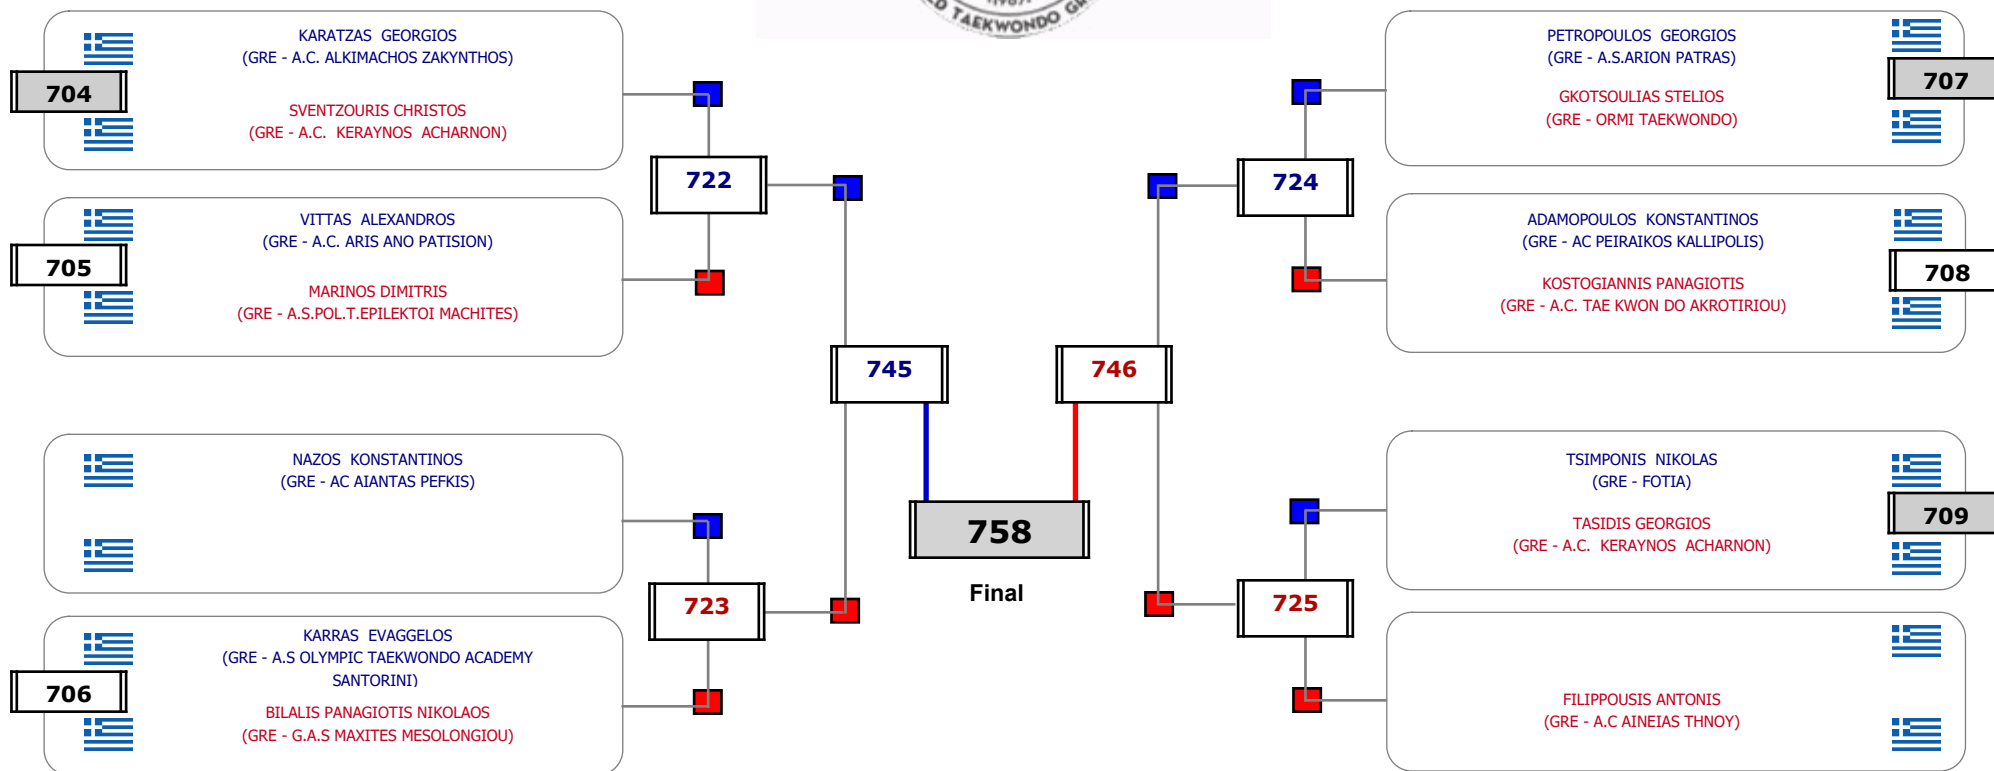 TAEKWONDO
KARATZAS GEORGIOS
(GRE - A.C. ALKIMACHOS ZAKYNTHOS)
704
SVENTZOURIS CHRISTOS
(GRE - A.C. KERAYNOS ACHARNON)
722
VITTAS ALEXANDROS
(GRE - A.C. ARIS ANO PATISION)
705
MARINOS DIMITRIS
(GRE - A.S.POL.T.EPILEKTOI MACHITES)
745
NAZOS KONSTANTINOS
(GRE - AC AIANTAS PEFKIS)
723
KARRAS EVAGGELOS
(GRE - A.S OLYMPIC TAEKWONDO ACADEMY
SANTORINI)
706
BILALIS PANAGIOTIS NIKOLAOS
(GRE - G.A.S MAXITES MESOLONGIOU)
758
Final
PETROPOULOS GEORGIOS
(GRE - A.S.ARION PATRAS)
707
GKOTSOULIAS STELIOS
(GRE - ORMI TAEKWONDO)
724
ADAMOPOULOS KONSTANTINOS
(GRE - AC PEIRAIKOS KALLIPOLIS)
708
KOSTOGIANNIS PANAGIOTIS
(GRE - A.C. TAE KWON DO AKROTIRIOU)
746
TSIMPONIS NIKOLAS
(GRE - FOTIA)
709
TASIDIS GEORGIOS
(GRE - A.C. KERAYNOS ACHARNON)
725
FILIPPOUSIS ANTONIS
(GRE - A.C AINEIAS THNOY)